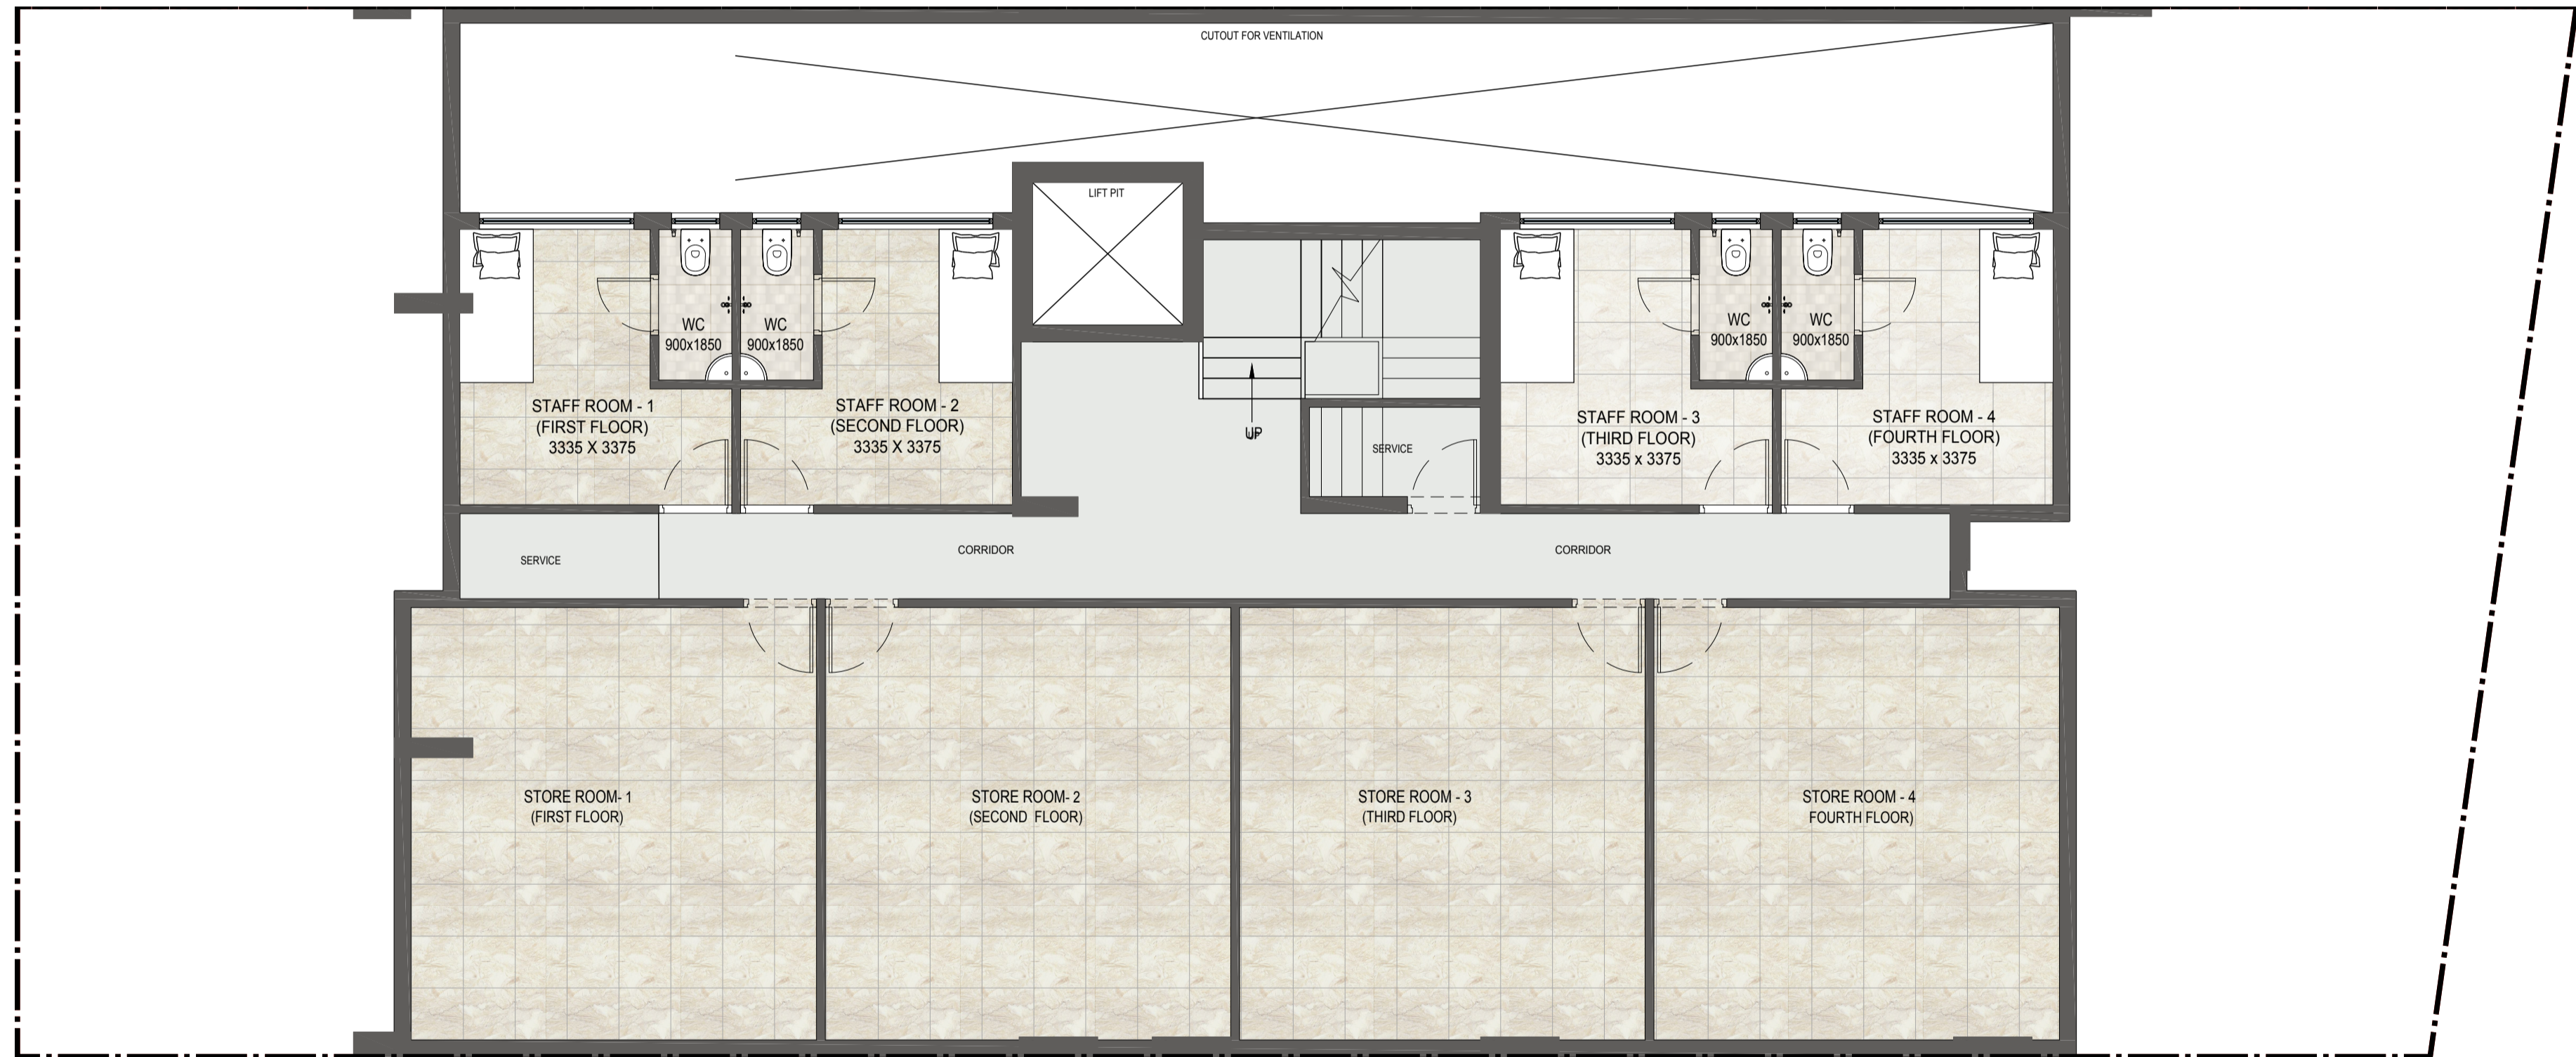 CUTOUT FOR VENTILATION
LIFT PIT
WC
900x1850
WC
900x1850
WC
900x1850
WC
900x1850
STAFF ROOM - 1
(FIRST FLOOR)
3335 X 3375
STAFF ROOM - 2
(SECOND FLOOR)
3335 X 3375
UP
SERVICE
STAFF ROOM - 3
(THIRD FLOOR)
3335 x 3375
STAFF ROOM - 4
(FOURTH FLOOR)
3335 x 3375
SERVICE
CORRIDOR
CORRIDOR
STORE ROOM- 1
(FIRST FLOOR)
STORE ROOM- 2
(SECOND FLOOR)
STORE ROOM - 3
(THIRD FLOOR)
STORE ROOM - 4
FOURTH FLOOR)